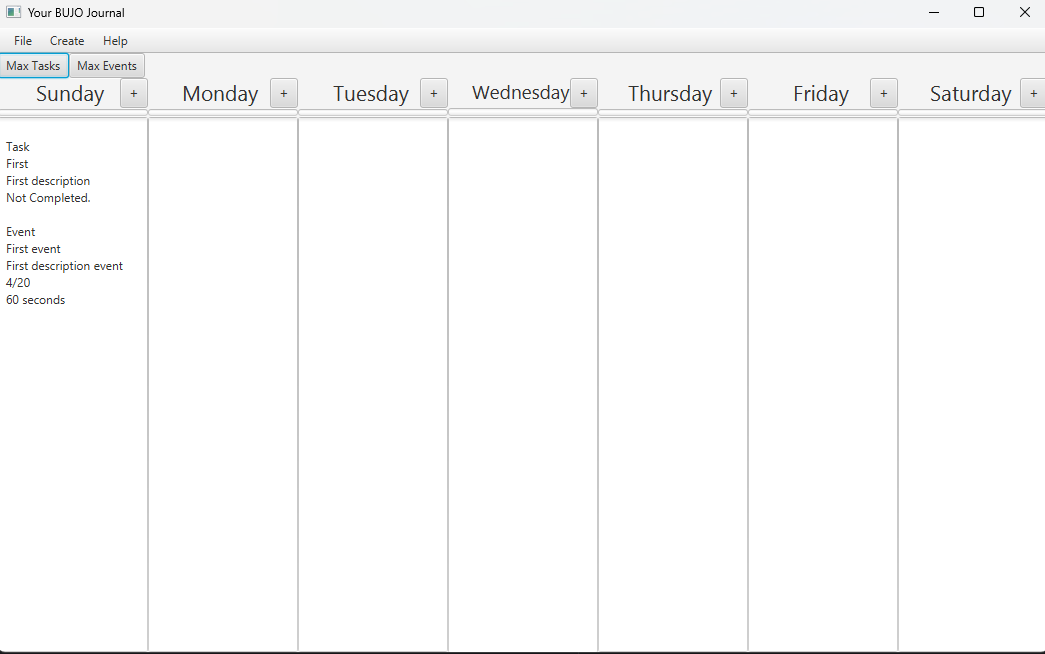 Your BUJO Journal
File Create Help
Max Tasks Max Events
Sunday + Monday + Tuesday + Wednesday + Thursday + Friday + Saturday +
Task
First
First description
Not Completed.
Event
First event
First description event
4/20
60 seconds